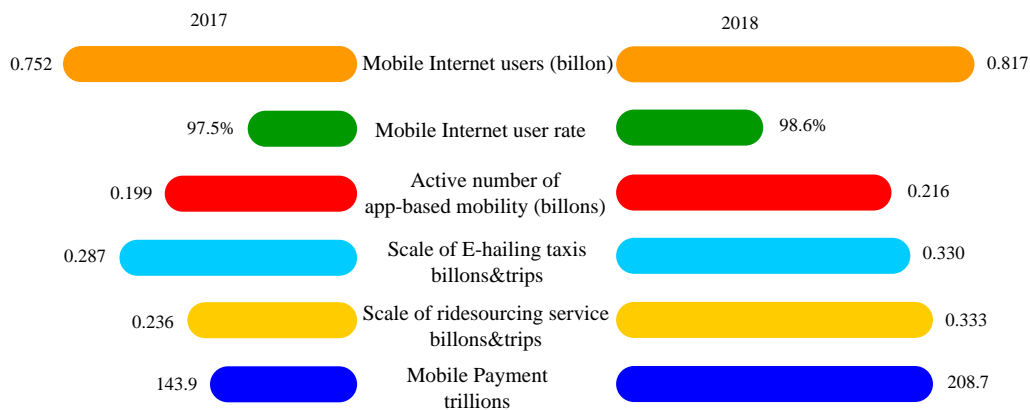 2017
2018
0.752
Mobile Internet users (billon)
0.817
97.5%
Mobile Internet user rate
98.6%
0.199
Active number of
app-based mobility (billons)
0.216
0.287
Scale of E-hailing taxis
billons&trips
0.330
0.236
Scale of ridesourcing service
billons&trips
0.333
143.9
Mobile Payment
trillions
208.7